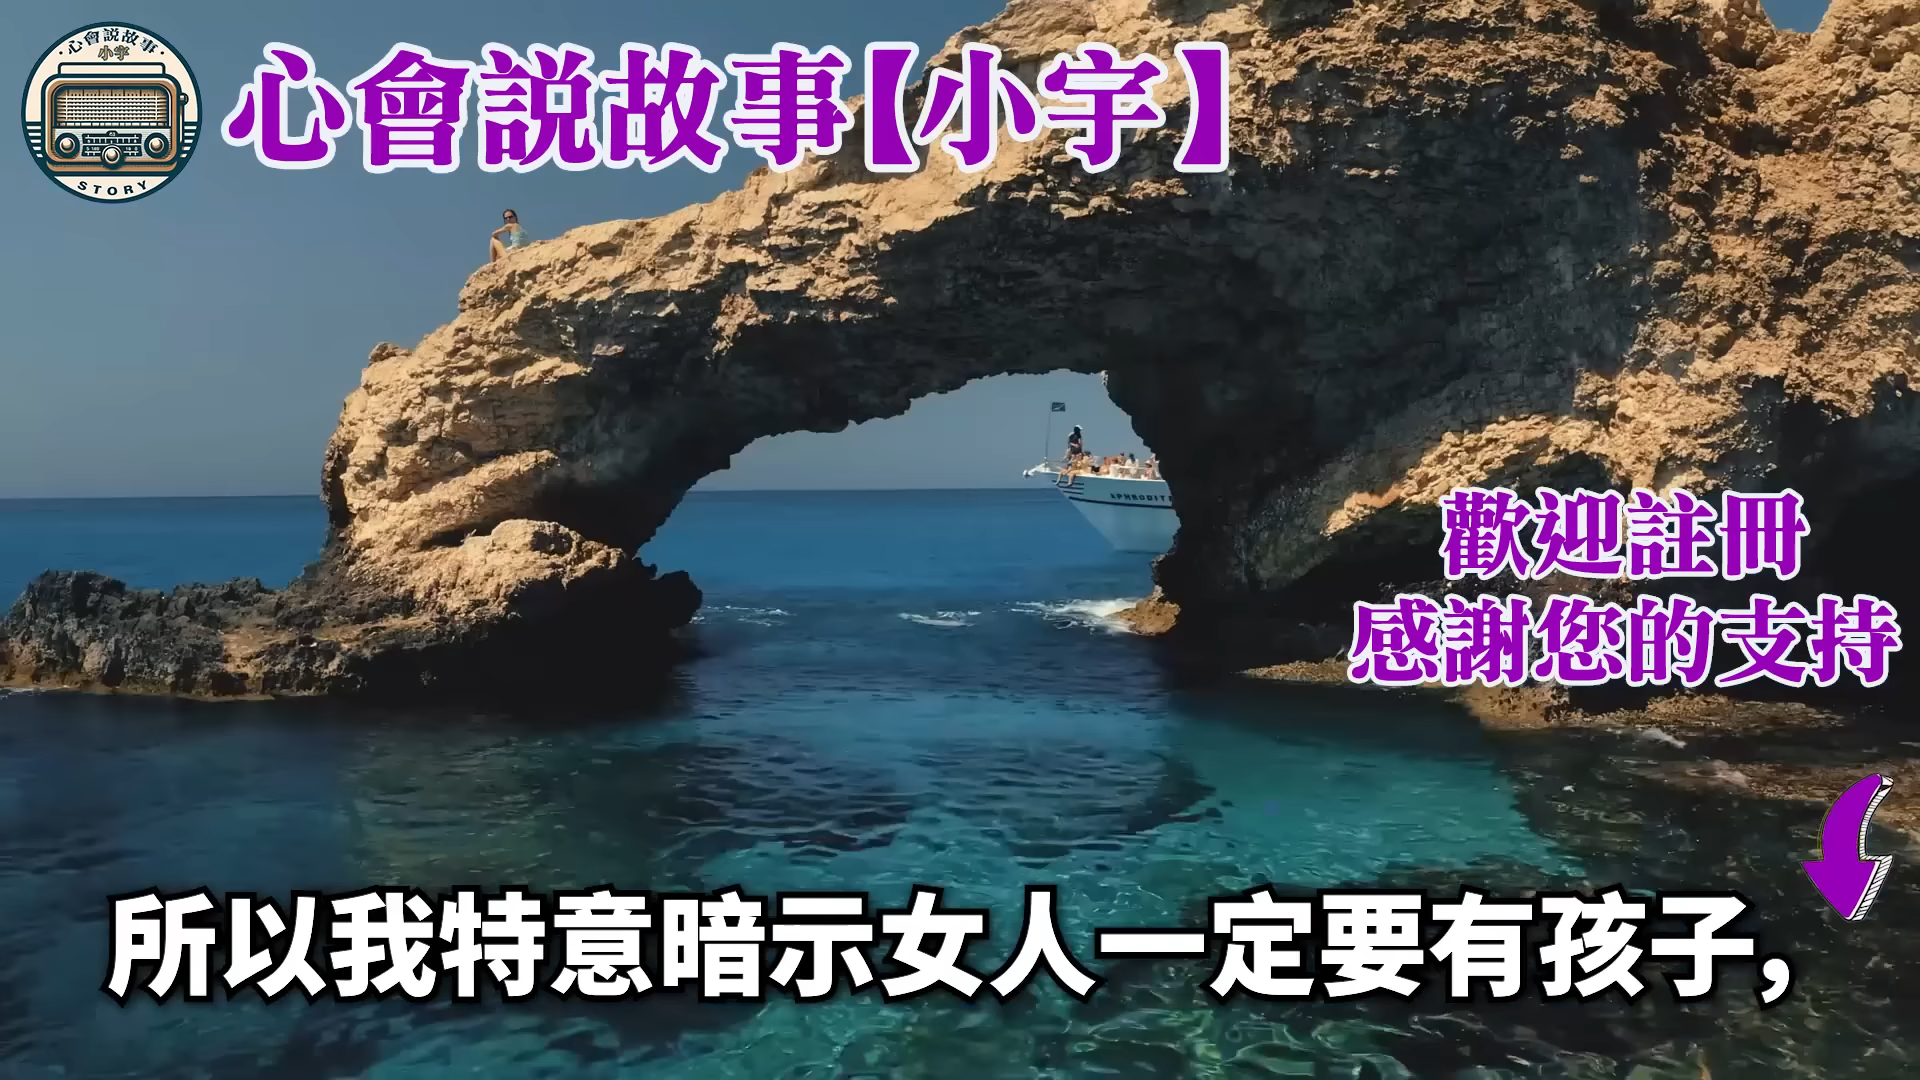 ·心會説故事·
小宇
STORY
心會説故事【小宇】
APHRODITE
歡迎註冊
感謝您的支持
所以我特意暗示女人一定要有孩子,